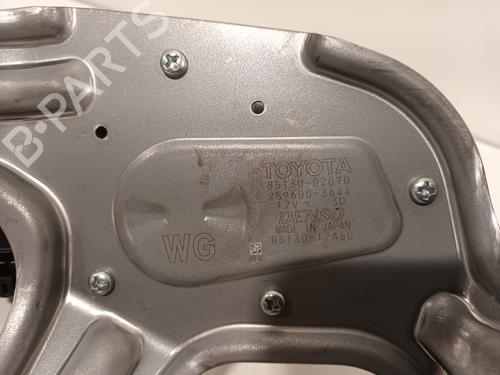 B-PARTS
TOYOTA
85130-02070
259600-3644
12V 3D
DENSO
MADE IN JAPAN
85130-12A60
WG